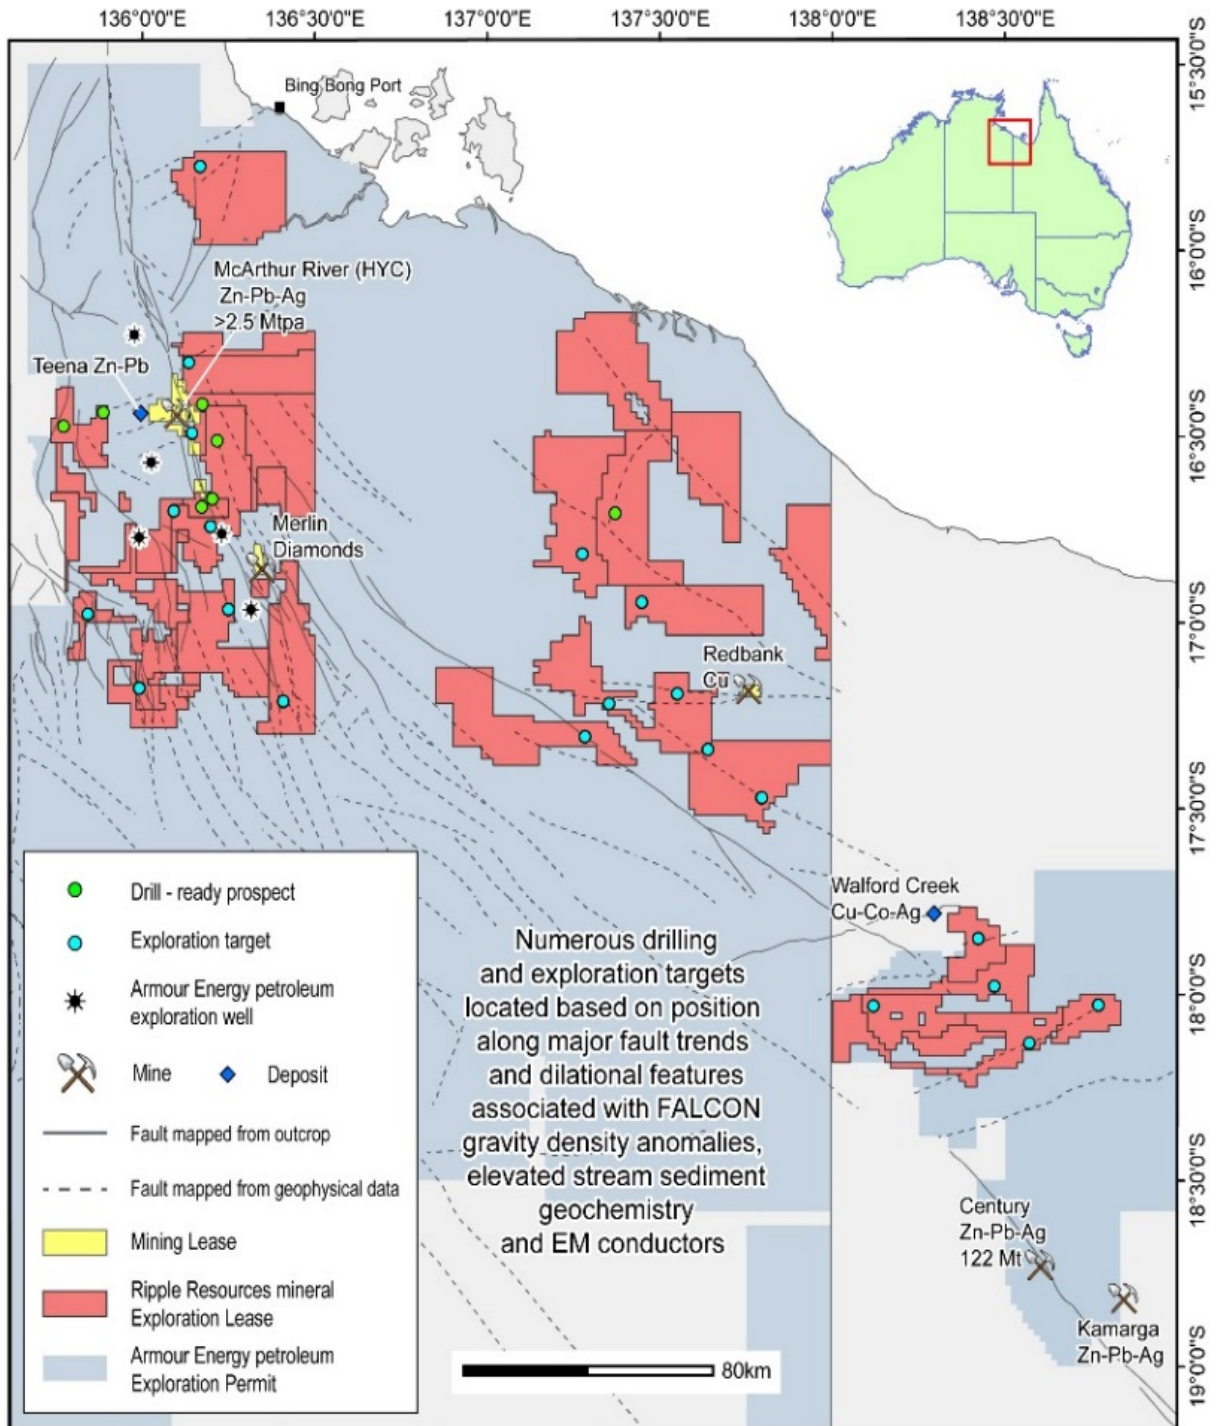 136°0'0"E
136°30'0"E
137°0'0"E
137°30'0"E
138°0'0"E
138°30'0"E
15°30'0"S
16°0'0"S
16°30'0"S
17°0'0"S
17°30'0"S
18°0'0"S
18°30'0"S
19°0'0"S
Bing Bong Port
McArthur River (HYC)
Zn-Pb-Ag
>2.5 Mtpa
Teena Zn-Pb
Merlin
Diamonds
Redbank
Cu
Walford Creek
Cu-Co-Ag
Century
Zn-Pb-Ag
122 Mt
Kamarga
Zn-Pb-Ag
Numerous drilling
and exploration targets
located based on position
along major fault trends
and dilational features
associated with FALCON
gravity density anomalies,
elevated stream sediment
geochemistry
and EM conductors
Drill - ready prospect
Exploration target
Armour Energy petroleum
exploration well
Mine
Deposit
Fault mapped from outcrop
Fault mapped from geophysical data
Mining Lease
Ripple Resources mineral
Exploration Lease
Armour Energy petroleum
Exploration Permit
80km